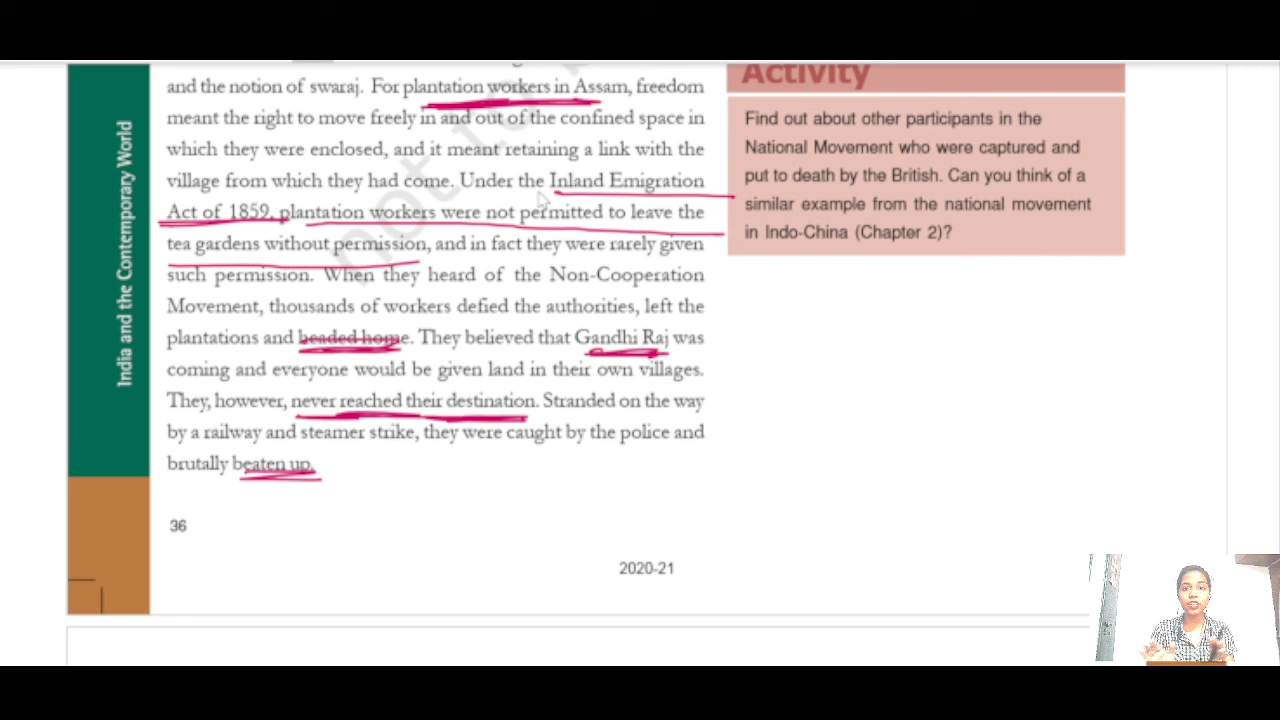 India and the Contemporary World
and the notion of swaraj. For plantation workers in Assam, freedom
meant the right to move freely in and out of the confined space in
which they were enclosed, and it meant retaining a link with the
village from which they had come. Under the Inland Emigration
Act of 1859, plantation workers were not permitted to leave the
tea gardens without permission, and in fact they were rarely given
such permission. When they heard of the Non-Cooperation
Movement, thousands of workers defied the authorities, left the
plantations and headed home. They believed that Gandhi Raj was
coming and everyone would be given land in their own villages.
They, however, never reached their destination. Stranded on the way
by a railway and steamer strike, they were caught by the police and
brutally beaten up.
36
2020-21
Activity
Find out about other participants in the
National Movement who were captured and
put to death by the British. Can you think of a
similar example from the national movement
in Indo-China (Chapter 2)?
not to